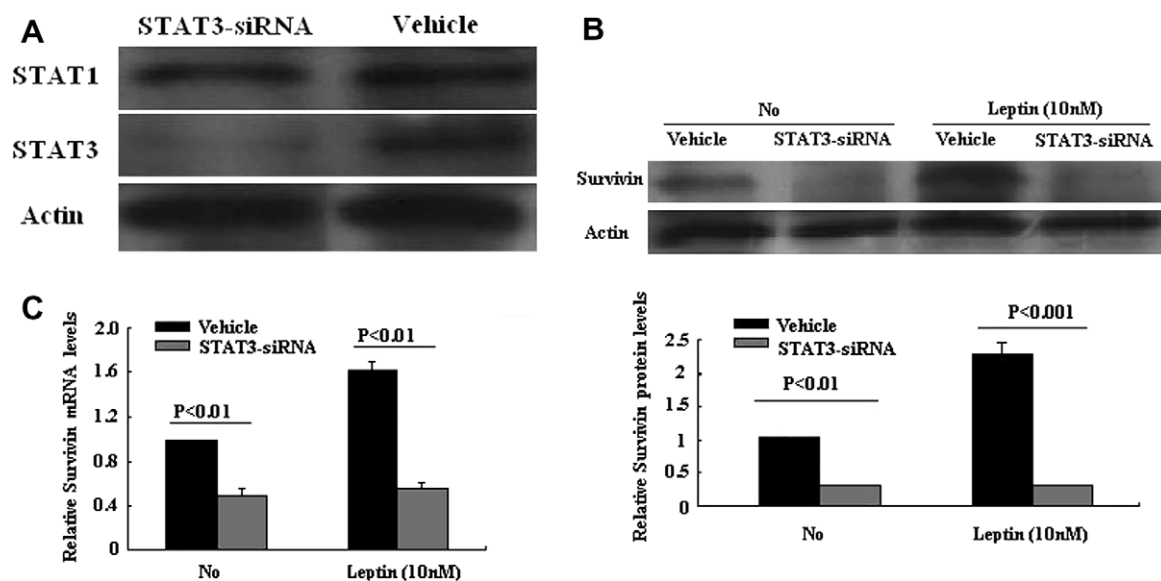 A
STAT3-siRNA Vehicle
STAT1
STAT3
Actin
B
No Leptin (10nM)
Vehicle STAT3-siRNA Vehicle STAT3-siRNA
Survivin
Actin
Relative Survivin protein levels
2.5
2
1.5
1
0.5
0
Vehicle
STAT3-siRNA
P<0.01
P<0.001
No Leptin (10nM)
C
Relative Survivin mRNA levels
2.0
1.6
1.2
0.8
0.4
0
Vehicle
STAT3-siRNA
P<0.01
P<0.01
No Leptin (10nM)